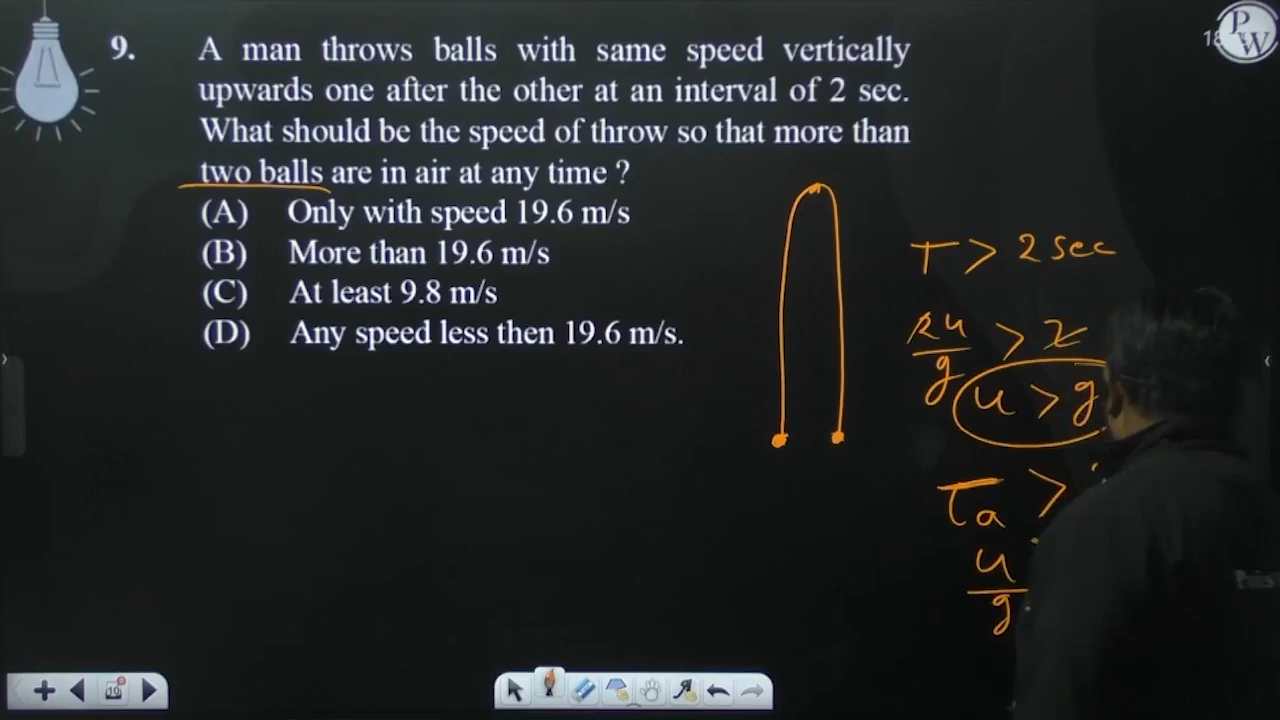 9. A man throws balls with same speed vertically
upwards one after the other at an interval of 2 sec.
What should be the speed of throw so that more than
two balls are in air at any time ?
(A) Only with speed 19.6 m/s
(B) More than 19.6 m/s
(C) At least 9.8 m/s
(D) Any speed less then 19.6 m/s.
T > 2 sec
2u/g > 2
u > g
Ta >
u/g
PW
18
19